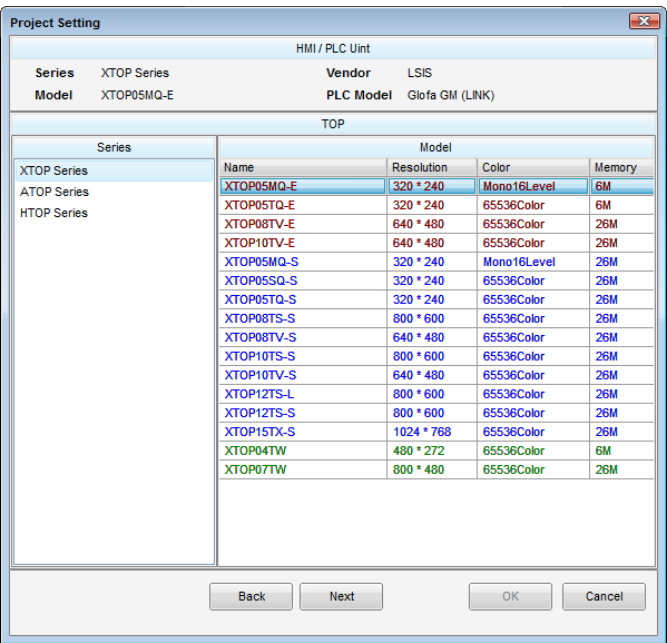 Project Setting
HMI / PLC Uint
Series XTOP Series Vendor LSIS
Model XTOP05MQ-E PLC Model Glofa GM (LINK)
TOP
Series Model
XTOP Series
ATOP Series
HTOP Series
Name Resolution Color Memory
XTOP05MQ-E 320 * 240 Mono16Level 6M
XTOP05TQ-E 320 * 240 65536Color 6M
XTOP08TV-E 640 * 480 65536Color 26M
XTOP10TV-E 640 * 480 65536Color 26M
XTOP05MQ-S 320 * 240 Mono16Level 26M
XTOP05SQ-S 320 * 240 65536Color 26M
XTOP05TQ-S 320 * 240 65536Color 26M
XTOP08TS-S 800 * 600 65536Color 26M
XTOP08TV-S 640 * 480 65536Color 26M
XTOP10TS-S 800 * 600 65536Color 26M
XTOP10TV-S 640 * 480 65536Color 26M
XTOP12TS-L 800 * 600 65536Color 26M
XTOP12TS-S 800 * 600 65536Color 26M
XTOP15TX-S 1024 * 768 65536Color 26M
XTOP04TW 480 * 272 65536Color 6M
XTOP07TW 800 * 480 65536Color 26M
Back Next OK Cancel